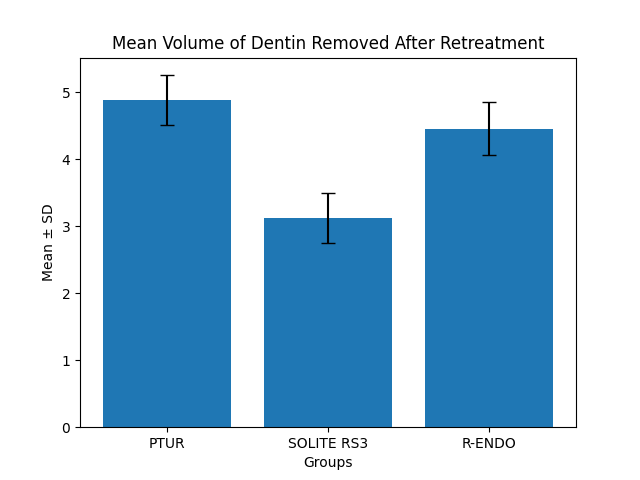 Mean Volume of Dentin Removed After Retreatment
Mean ± SD
5
4
3
2
1
0
PTUR SOLITE RS3 R-ENDO
Groups